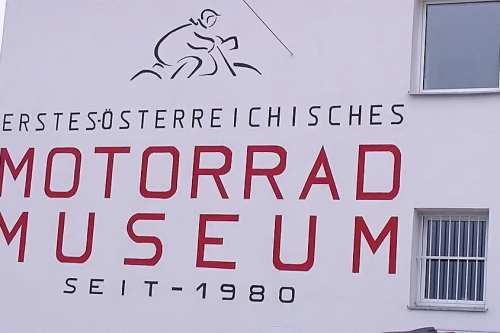 ERSTES-ÖSTERREICHISCHES
MOTORRAD
MUSEUM
SEIT-1980